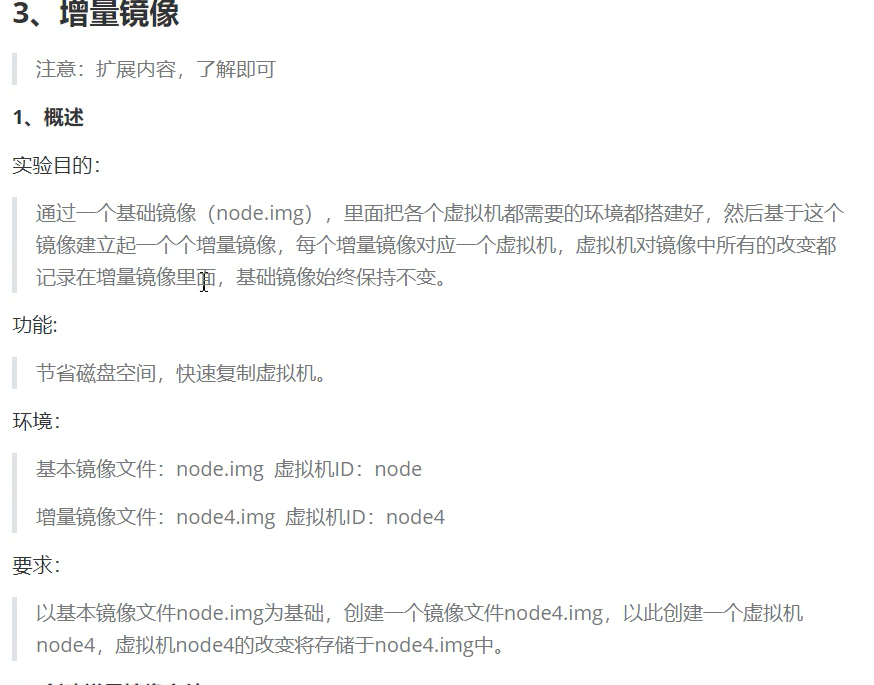 3、增量镜像
注意：扩展内容，了解即可
1、概述
实验目的：
通过一个基础镜像（node.img），里面把各个虚拟机都需要的环境都搭建好，然后基于这个
镜像建立起一个个增量镜像，每个增量镜像对应一个虚拟机，虚拟机对镜像中所有的改变都
记录在增量镜像里面，基础镜像始终保持不变。
功能:
节省磁盘空间，快速复制虚拟机。
环境：
基本镜像文件：node.img 虚拟机ID：node
增量镜像文件：node4.img 虚拟机ID：node4
要求：
以基本镜像文件node.img为基础，创建一个镜像文件node4.img，以此创建一个虚拟机
node4，虚拟机node4的改变将存储于node4.img中。